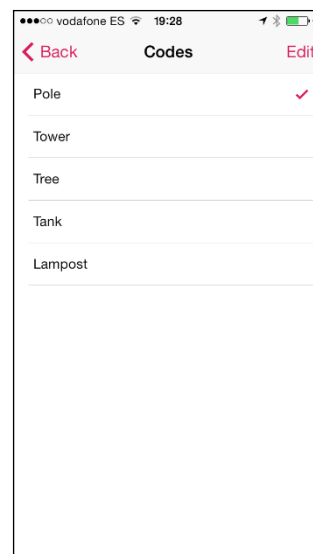 vodafone ES 19:28
Back Codes Edit
Pole
Tower
Tree
Tank
Lampost